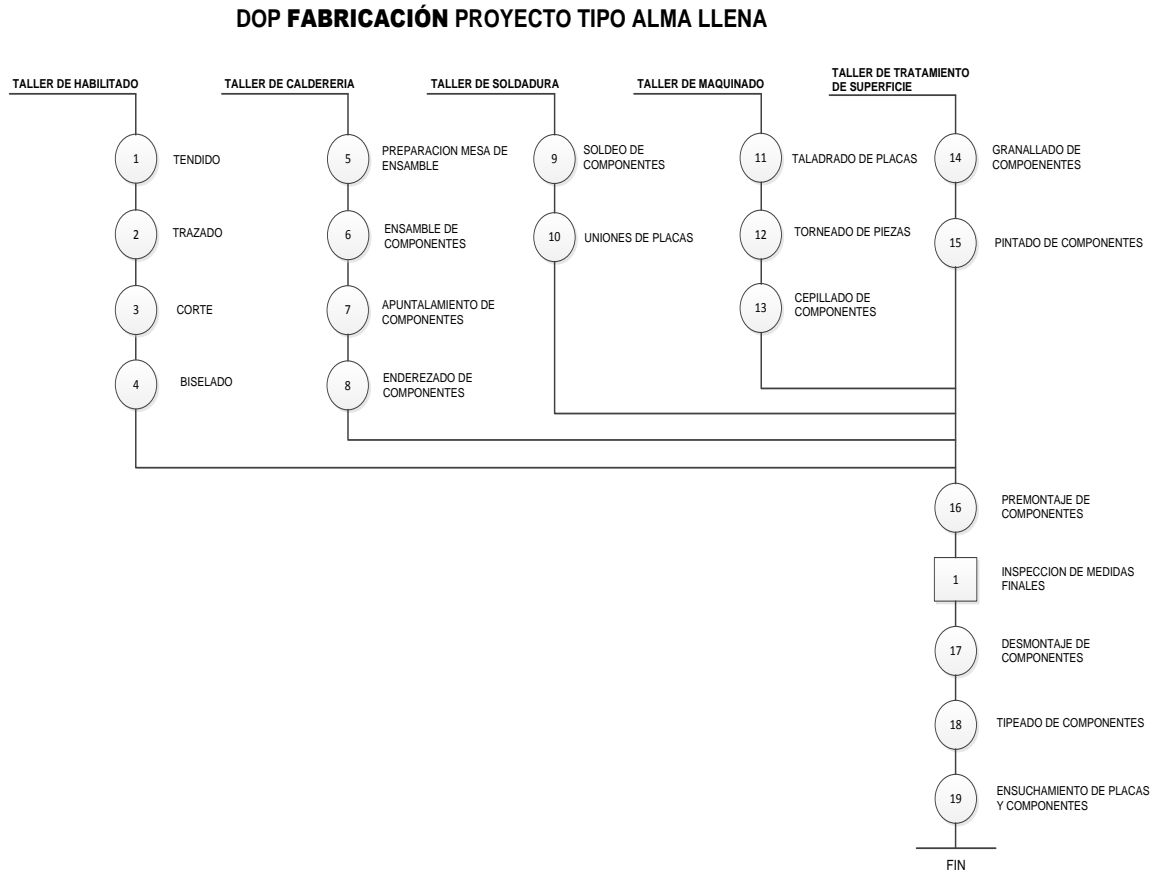 DOP FABRICACIÓN PROYECTO TIPO ALMA LLENA
TALLER DE HABILITADO
1
TENDIDO
2
TRAZADO
3
CORTE
4
BISELADO
TALLER DE CALDERERIA
5
PREPARACION MESA DE
ENSAMBLE
6
ENSAMBLE DE
COMPONENTES
7
APUNTALAMIENTO DE
COMPONENTES
8
ENDEREZADO DE
COMPONENTES
TALLER DE SOLDADURA
9
SOLDEO DE
COMPONENTES
10
UNIONES DE PLACAS
TALLER DE MAQUINADO
11
TALADRADO DE PLACAS
12
TORNEADO DE PIEZAS
13
CEPILLADO DE
COMPONENTES
TALLER DE TRATAMIENTO
DE SUPERFICIE
14
GRANALLADO DE
COMPOENENTES
15
PINTADO DE COMPONENTES
16
PREMONTAJE DE
COMPONENTES
1
INSPECCION DE MEDIDAS
FINALES
17
DESMONTAJE DE
COMPONENTES
18
TIPEADO DE COMPONENTES
19
ENSUCHAMIENTO DE PLACAS
Y COMPONENTES
FIN